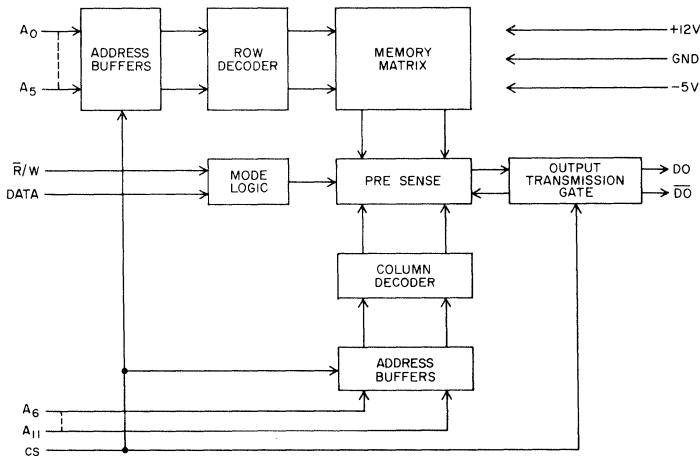 A0
A5
ADDRESS
BUFFERS
ROW
DECODER
MEMORY
MATRIX
+12V
GND
-5V
R̅/W
DATA
MODE
LOGIC
PRE SENSE
OUTPUT
TRANSMISSION
GATE
DO
D̅O̅
COLUMN
DECODER
ADDRESS
BUFFERS
A6
A11
CS